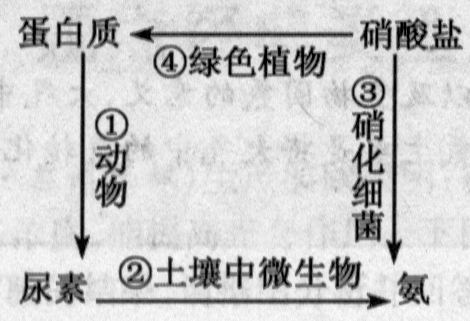 蛋白质
硝酸盐
④绿色植物
①动物
③硝化细菌
尿素
②土壤中微生物
氨